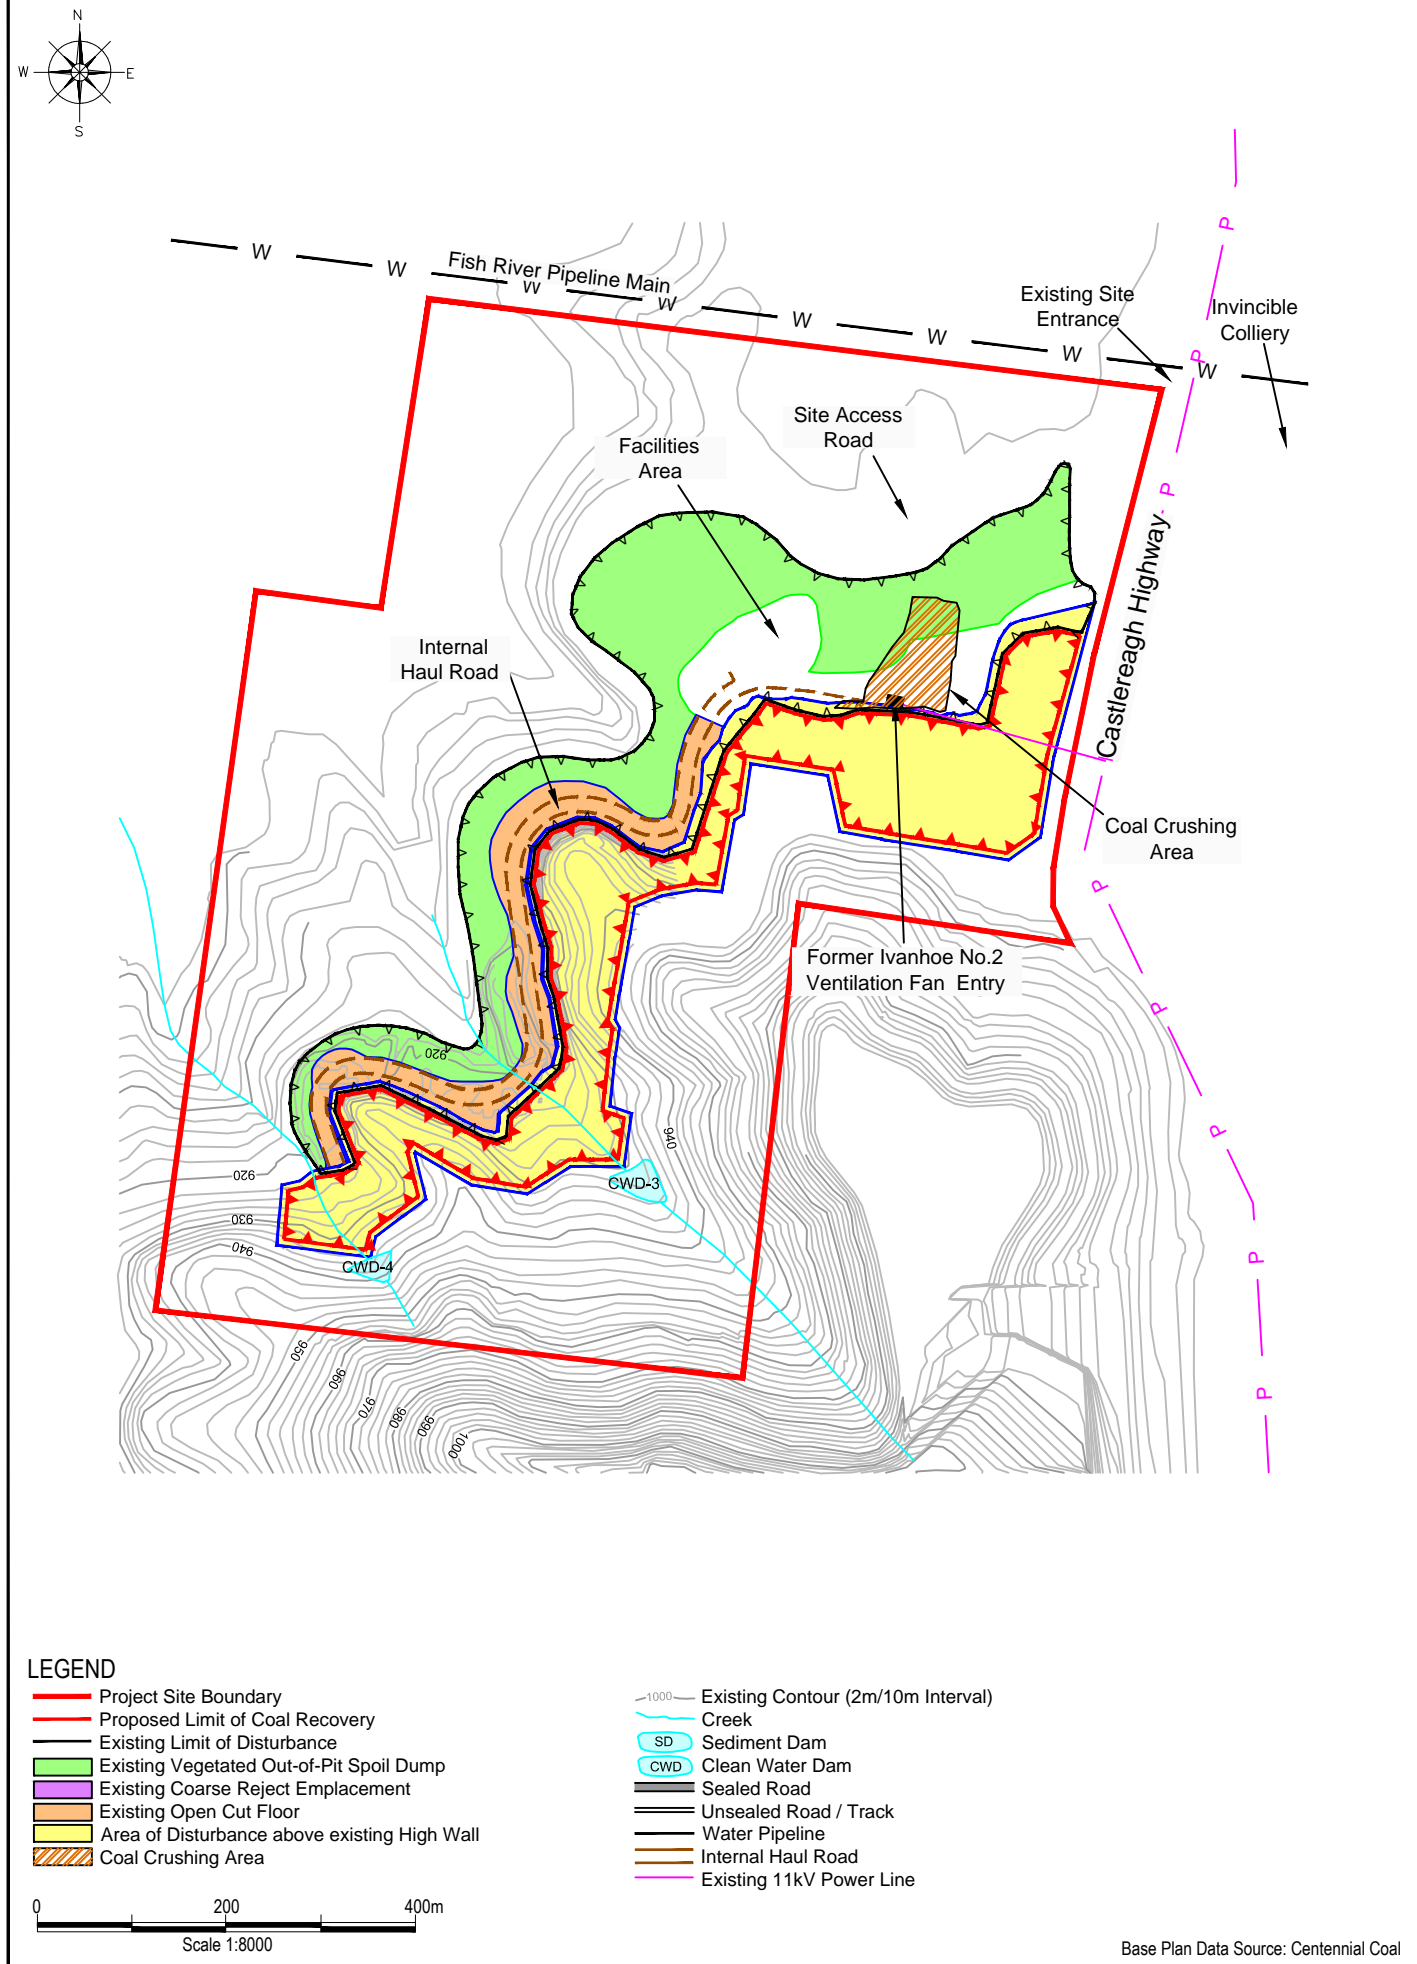 N
W E
S
W W W W W W W W
Fish River Pipeline Main
Existing Site
Entrance
Invincible
Colliery
P
P
P
Site Access
Road
Facilities
Area
Castlereagh Highway
Internal
Haul Road
Coal Crushing
Area
P
Former Ivanhoe No.2
Ventilation Fan Entry
P
920
940
P
920
CWD-3
930
940
CWD-4
P
950
960
970
980
990
1000
P
LEGEND
Project Site Boundary
Proposed Limit of Coal Recovery
Existing Limit of Disturbance
Existing Vegetated Out-of-Pit Spoil Dump
Existing Coarse Reject Emplacement
Existing Open Cut Floor
Area of Disturbance above existing High Wall
Coal Crushing Area
1000 Existing Contour (2m/10m Interval)
Creek
SD Sediment Dam
CWD Clean Water Dam
Sealed Road
Unsealed Road / Track
Water Pipeline
Internal Haul Road
Existing 11kV Power Line
0 200 400m
Scale 1:8000
Base Plan Data Source: Centennial Coal